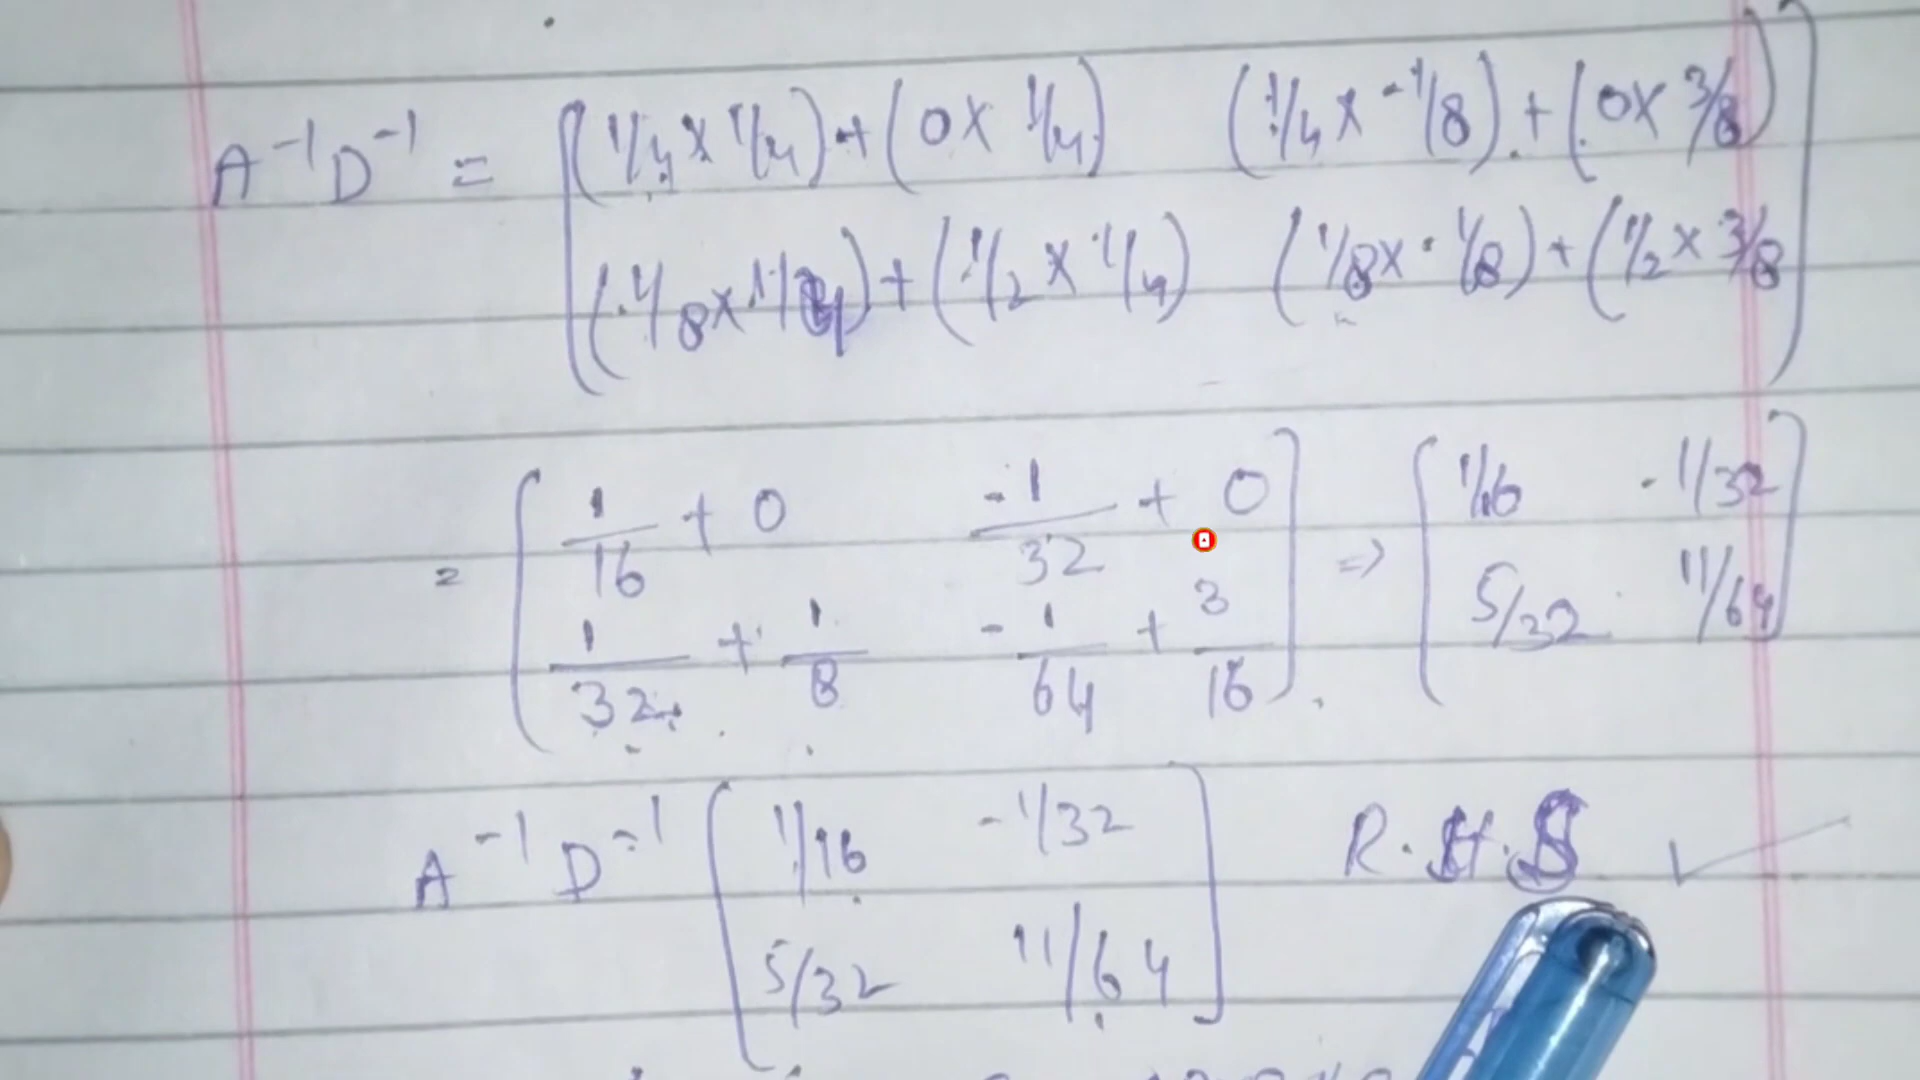 A⁻¹D⁻¹ = [ (1/4 x 1/4) + (0 x 1/4)   (1/4 x -1/8) + (0 x 3/8)
(1/8 x 1/4) + (1/2 x 1/4)   (1/8 x -1/8) + (1/2 x 3/8) ]
= [ 1/16 + 0   -1/32 + 0 ] => [ 1/16   -1/32
1/32 + 1/8   -1/64 + 3/16 ]   5/32   11/64 ]
A⁻¹ D⁻¹ [ 1/16   -1/32   R.H.S ✓
5/32   11/64 ]